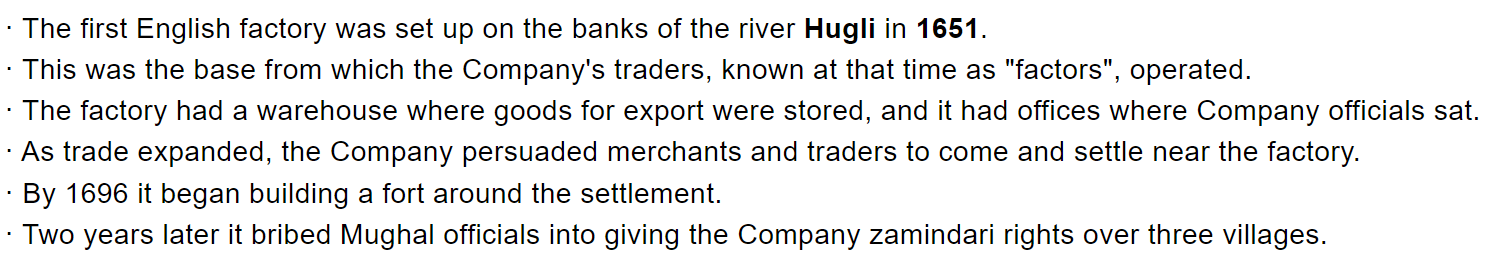 · The first English factory was set up on the banks of the river Hugli in 1651.
· This was the base from which the Company's traders, known at that time as "factors", operated.
· The factory had a warehouse where goods for export were stored, and it had offices where Company officials sat.
· As trade expanded, the Company persuaded merchants and traders to come and settle near the factory.
· By 1696 it began building a fort around the settlement.
· Two years later it bribed Mughal officials into giving the Company zamindari rights over three villages.